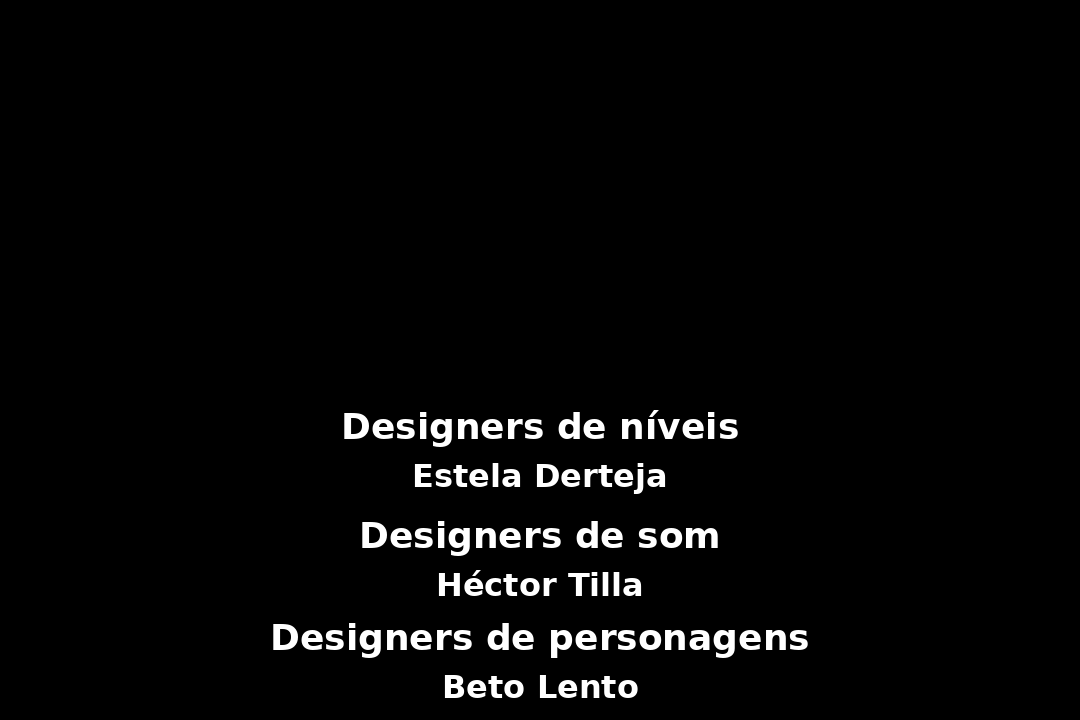 Designers de níveis
Estela Derteja
Designers de som
Héctor Tilla
Designers de personagens
Beto Lento